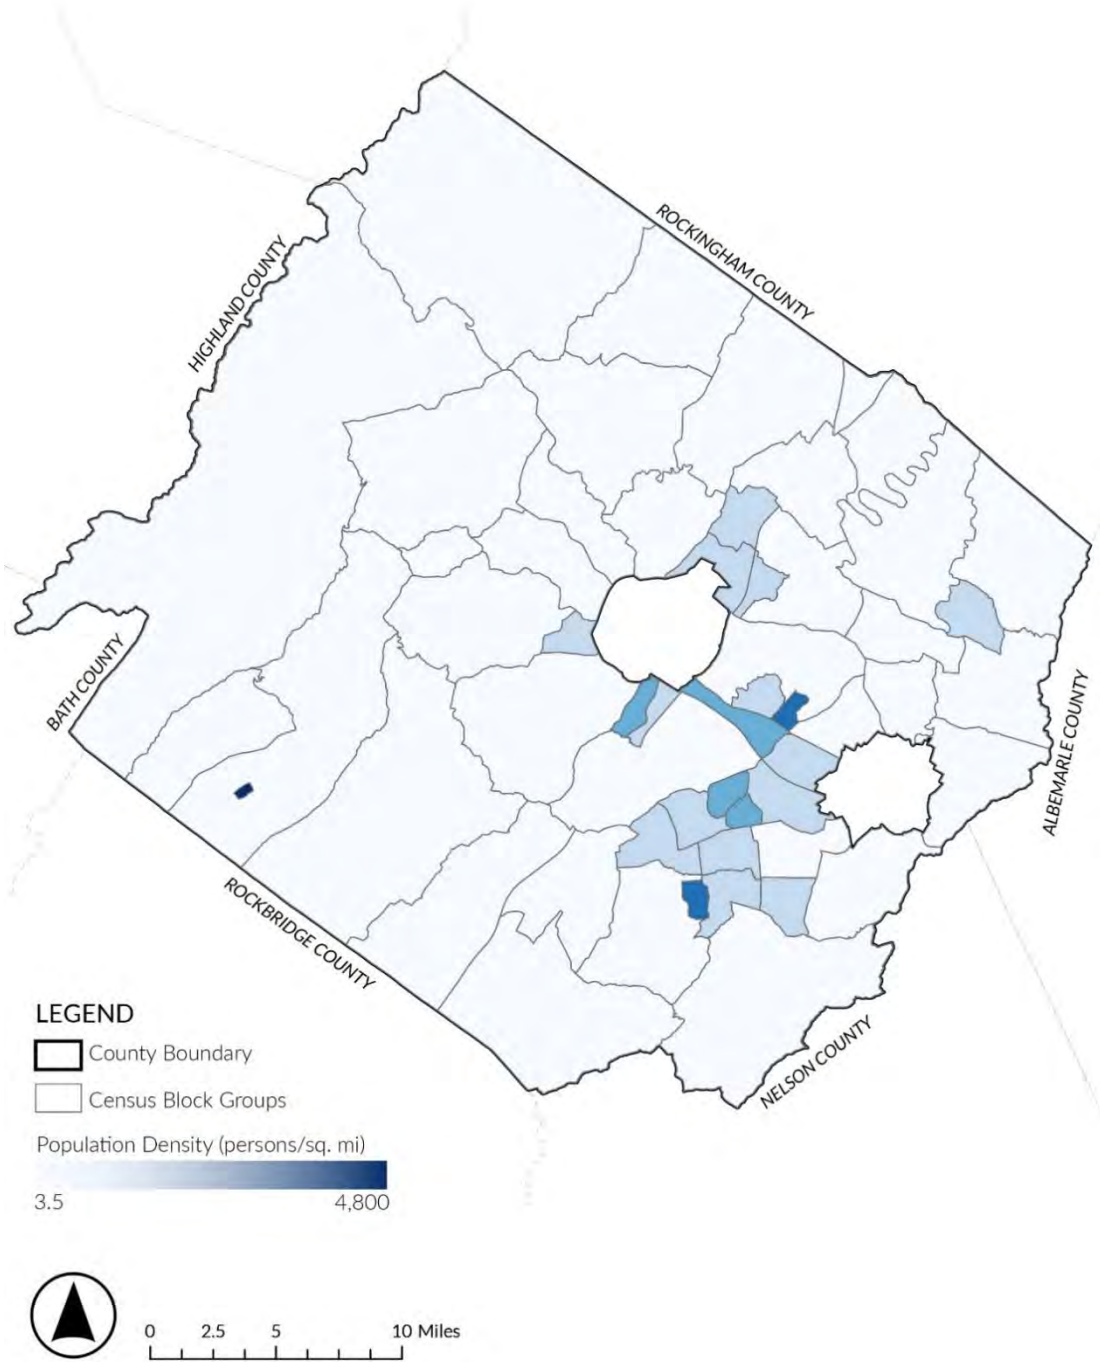 ROCKINGHAM COUNTY
HIGHLAND COUNTY
BATH COUNTY
ALBEMARLE COUNTY
ROCKBRIDGE COUNTY
NELSON COUNTY
LEGEND
County Boundary
Census Block Groups
Population Density (persons/sq. mi)
3.5 4,800
0 2.5 5 10 Miles